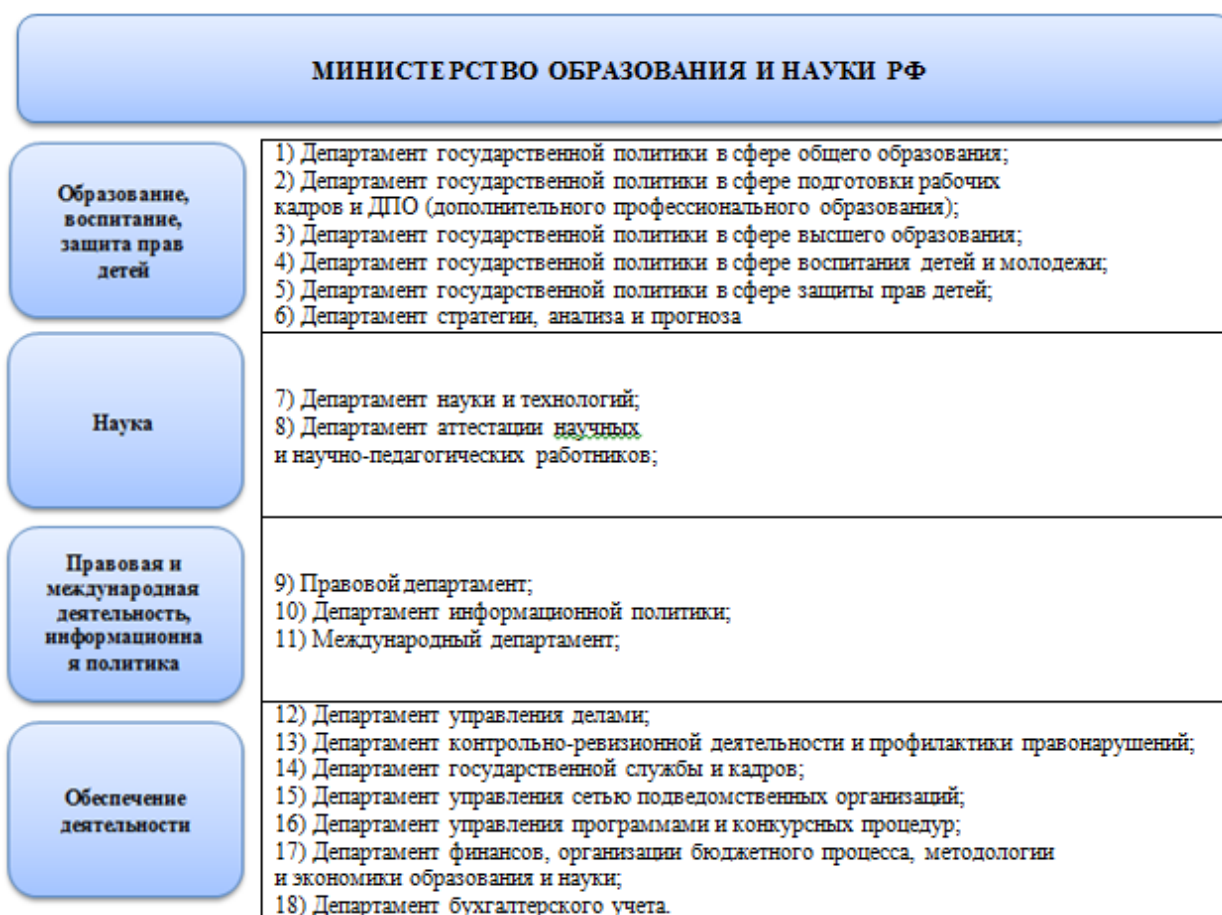 МИНИСТЕРСТВО ОБРАЗОВАНИЯ И НАУКИ РФ
Образование,
воспитание,
защита прав
детей
1) Департамент государственной политики в сфере общего образования;
2) Департамент государственной политики в сфере подготовки рабочих
кадров и ДПО (дополнительного профессионального образования);
3) Департамент государственной политики в сфере высшего образования;
4) Департамент государственной политики в сфере воспитания детей и молодежи;
5) Департамент государственной политики в сфере защиты прав детей;
6) Департамент стратегии, анализа и прогноза
Наука
7) Департамент науки и технологий;
8) Департамент аттестации научных
и научно-педагогических работников;
Правовая и
международная
деятельность,
информационна
я политика
9) Правовой департамент;
10) Департамент информационной политики;
11) Международный департамент;
Обеспечение
деятельности
12) Департамент управления делами;
13) Департамент контрольно-ревизионной деятельности и профилактики правонарушений;
14) Департамент государственной службы и кадров;
15) Департамент управления сетью подведомственных организаций;
16) Департамент управления программами и конкурсных процедур;
17) Департамент финансов, организации бюджетного процесса, методологии
и экономики образования и науки;
18) Департамент бухгалтерского учета.